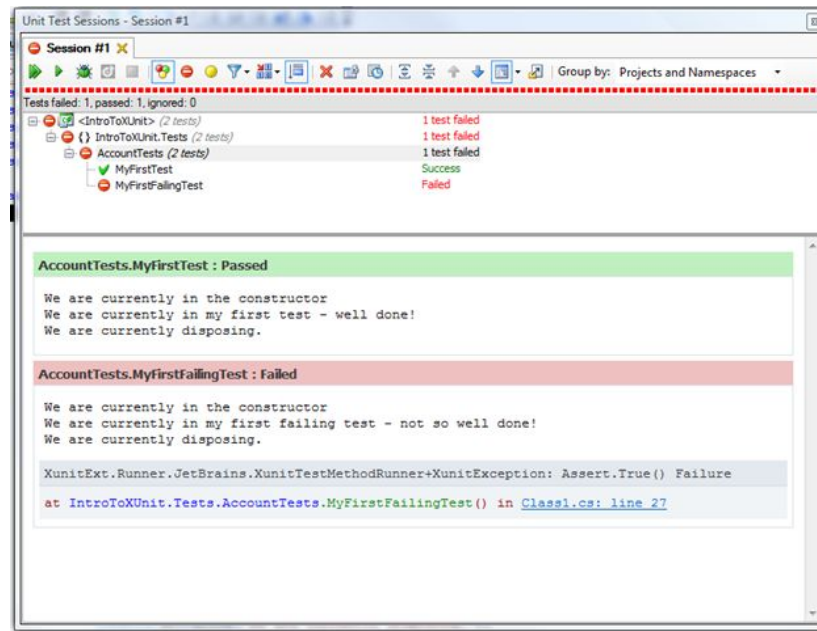 Unit Test Sessions - Session #1
Session #1
Group by: Projects and Namespaces
Tests failed: 1, passed: 1, ignored: 0
<IntroToXUnit> (2 tests) 1 test failed
{} IntroToXUnit.Tests (2 tests) 1 test failed
AccountTests (2 tests) 1 test failed
MyFirstTest Success
MyFirstFailingTest Failed
AccountTests.MyFirstTest : Passed
We are currently in the constructor
We are currently in my first test - well done!
We are currently disposing.
AccountTests.MyFirstFailingTest : Failed
We are currently in the constructor
We are currently in my first failing test - not so well done!
We are currently disposing.
XunitExt.Runner.JetBrains.XunitTestMethodRunner+XunitException: Assert.True() Failure
at IntroToXUnit.Tests.AccountTests.MyFirstFailingTest() in Class1.cs: line 27